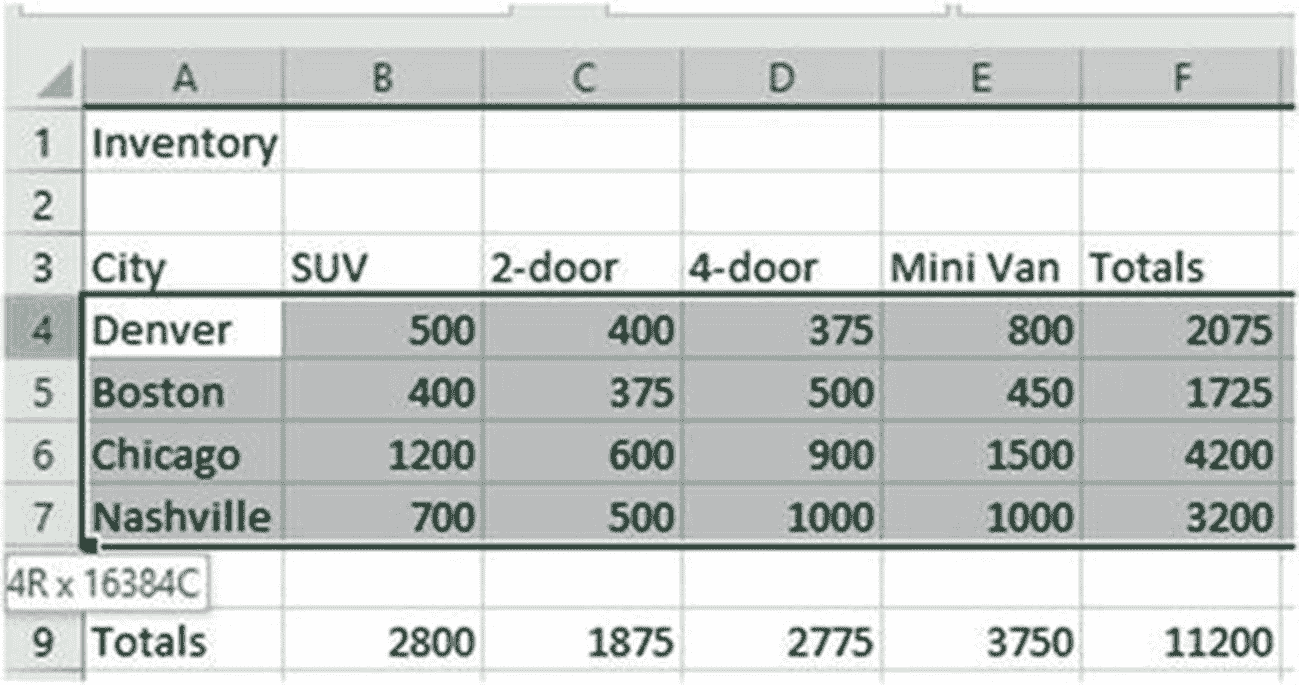 A B C D E F
1 Inventory
2
3 City SUV 2-door 4-door Mini Van Totals
4 Denver 500 400 375 800 2075
5 Boston 400 375 500 450 1725
6 Chicago 1200 600 900 1500 4200
7 Nashville 700 500 1000 1000 3200
4R x 16384C
9 Totals 2800 1875 2775 3750 11200